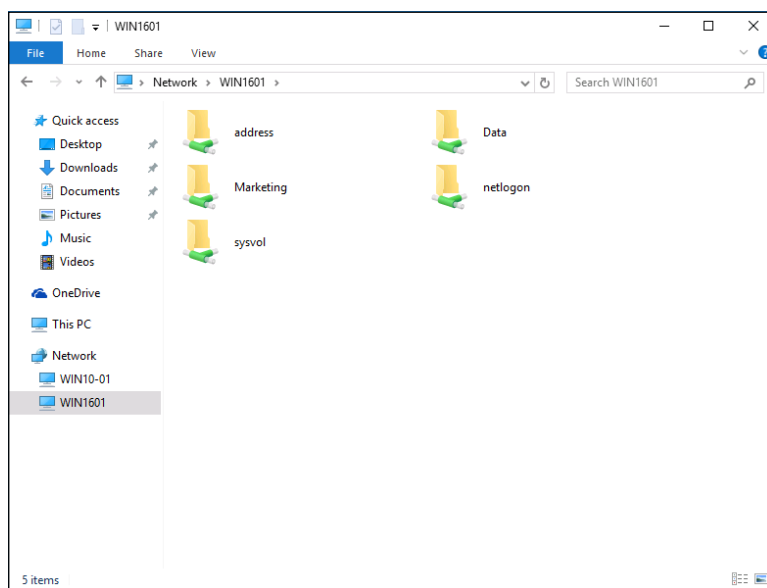 WIN1601
File Home Share View
Network WIN1601
Search WIN1601
Quick access
Desktop
Downloads
Documents
Pictures
Music
Videos
OneDrive
This PC
Network
WIN10-01
WIN1601
address Data
Marketing netlogon
sysvol
5 items